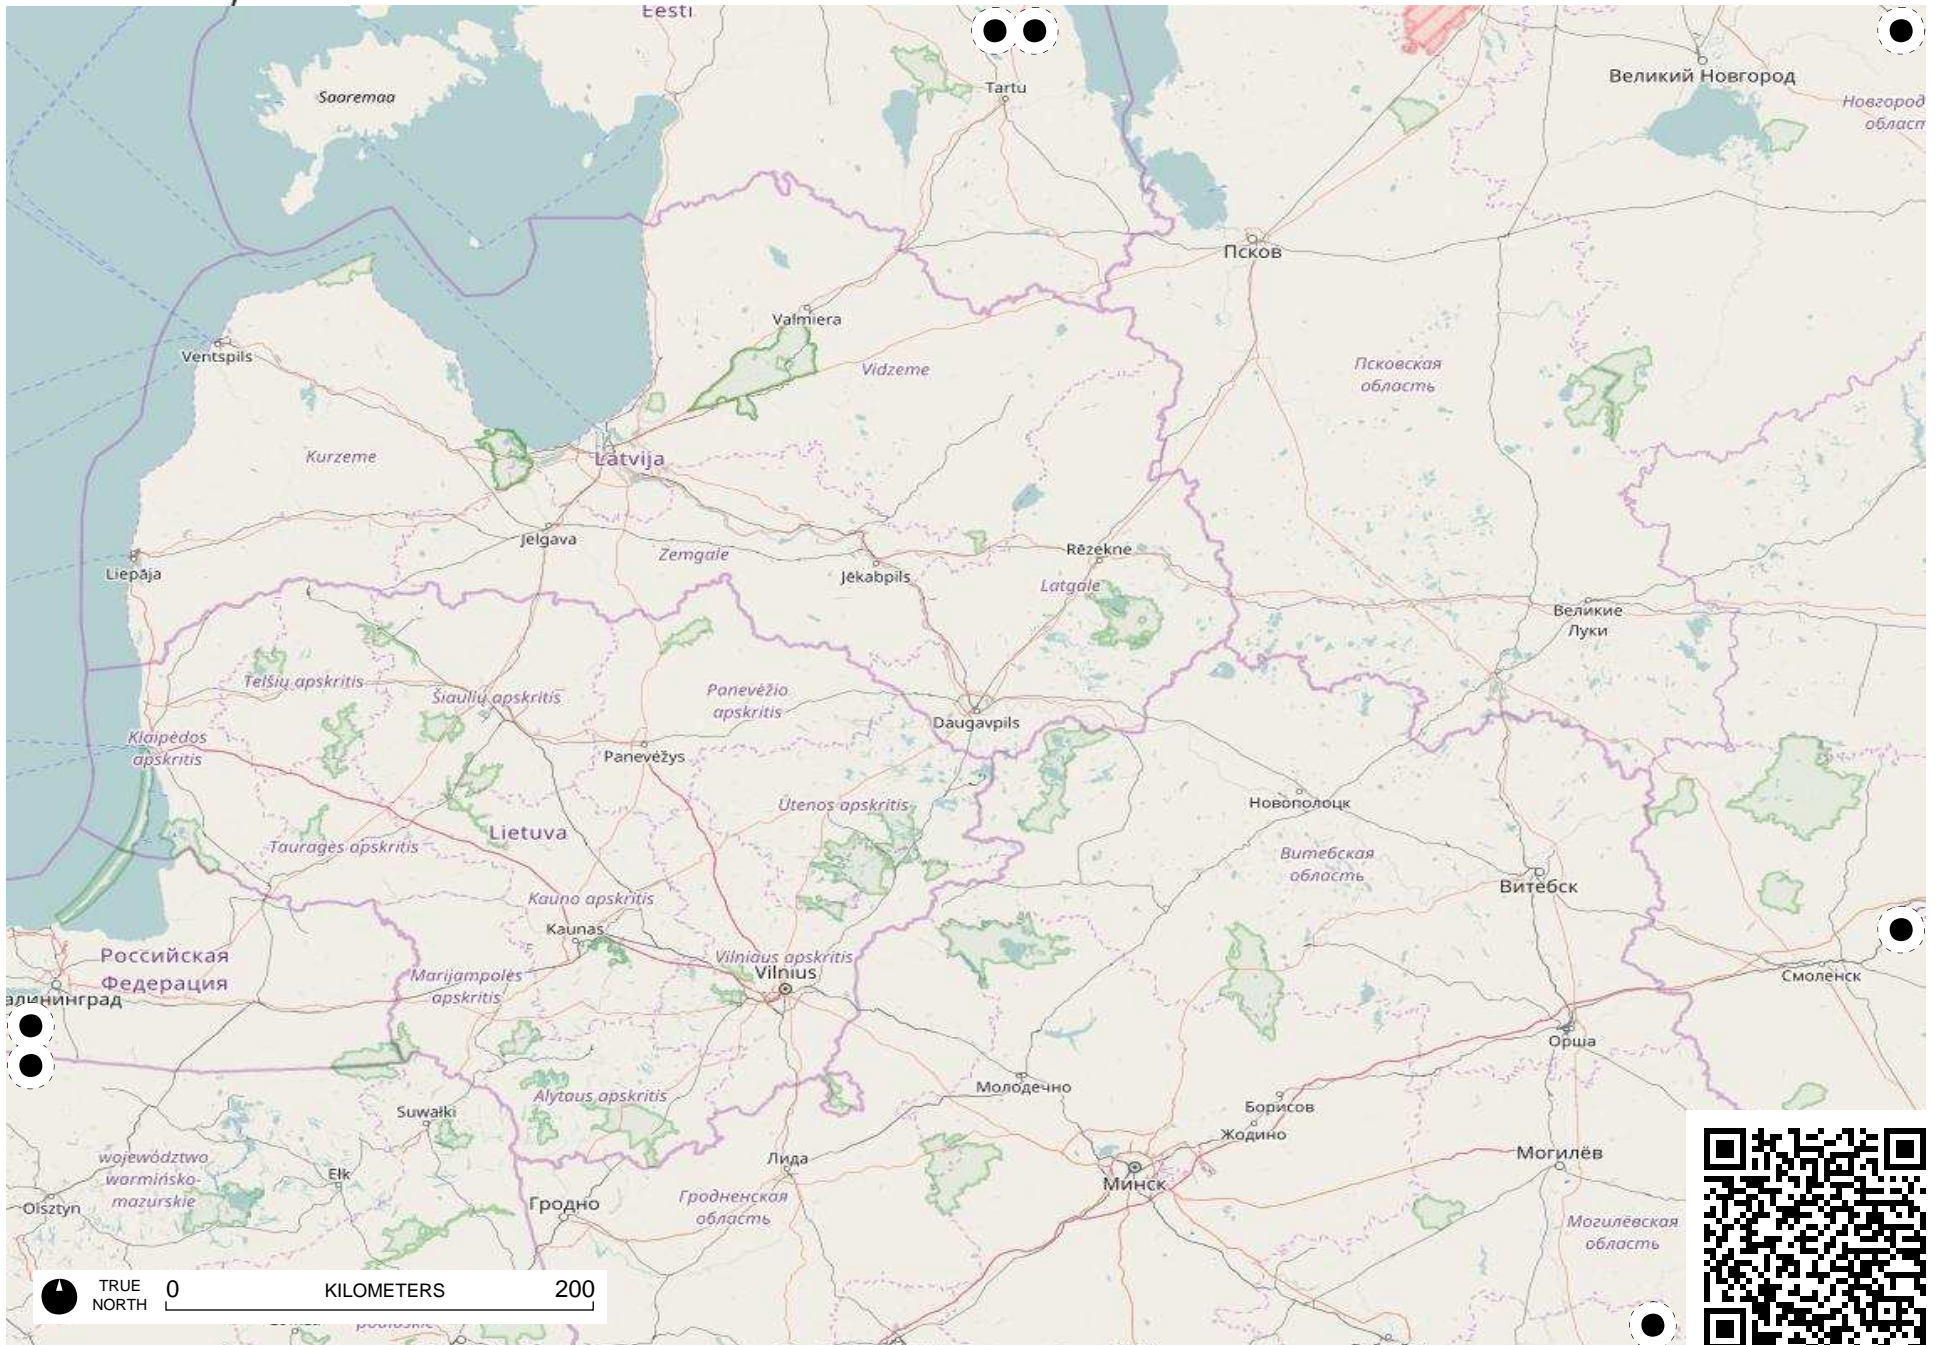 Eesti
Saaremaa
Tartu
Великий Новгород
Новгород
област
Псков
Valmiera
Ventspils
Vidzeme
Псковская
область
Kurzeme
Latvija
Jelgava
Zemgale
Rēzekne
Liepāja
Jēkabpils
Latgale
Великие
Луки
Telšių apskritis
Šiaulių apskritis
Panevėžio
apskritis
Daugavpils
Klaipėdos
apskritis
Panevėžys
Utenos apskritis
Новополоцк
Lietuva
Tauragės apskritis
Витебская
область
Витебск
Kauno apskritis
Kaunas
Российская
Федерация
Vilniaus apskritis
Vilnius
Marijampolės
apskritis
Смоленск
алининград
Орша
Молодечно
Alytaus apskritis
Suwałki
Борисов
Жодино
województwo
warmińsko-
mazurskie
Ełk
Лида
Минск
Могилёв
Olsztyn
Гродно
Гродненская
область
Могилёвская
область
TRUE
NORTH
0 KILOMETERS 200
podlaskie